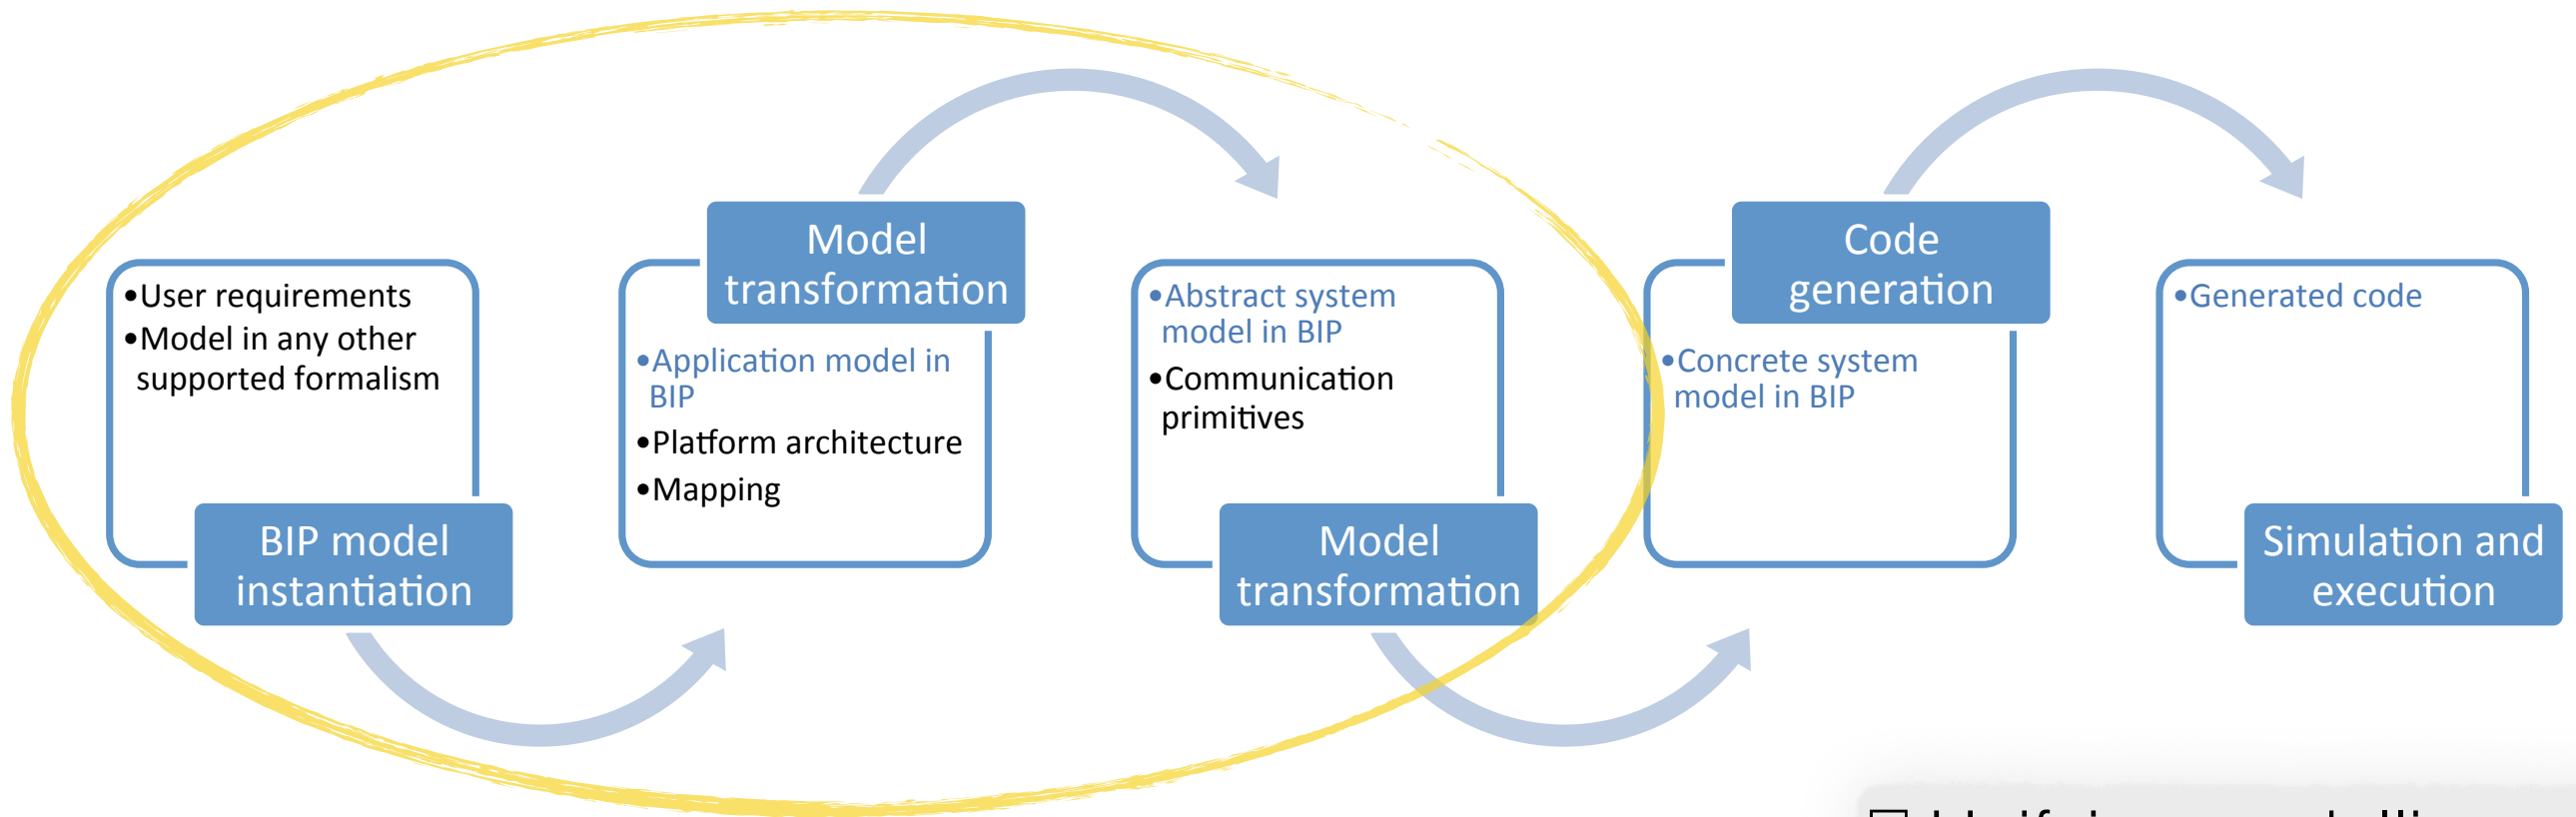 •User requirements
•Model in any other
supported formalism
BIP model
instantiation
Model
transformation
•Application model in
BIP
•Platform architecture
•Mapping
•Abstract system
model in BIP
•Communication
primitives
Model
transformation
Code
generation
•Concrete system
model in BIP
•Generated code
Simulation and
execution